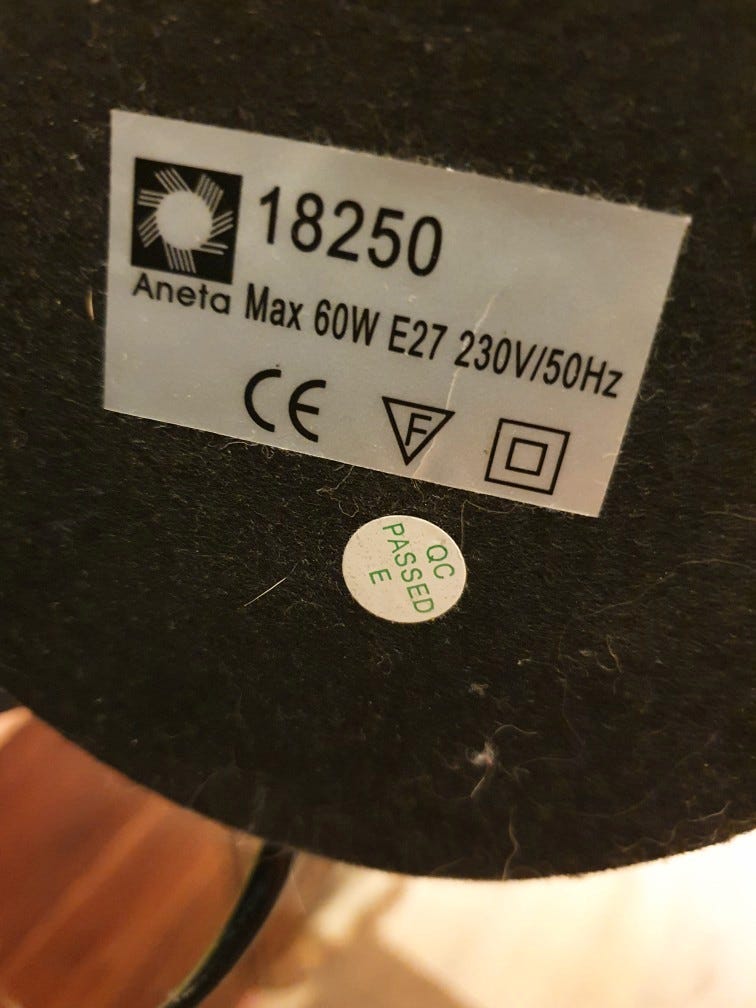 18250
Aneta Max 60W E27 230V/50Hz
CE F
QC
PASSED
E